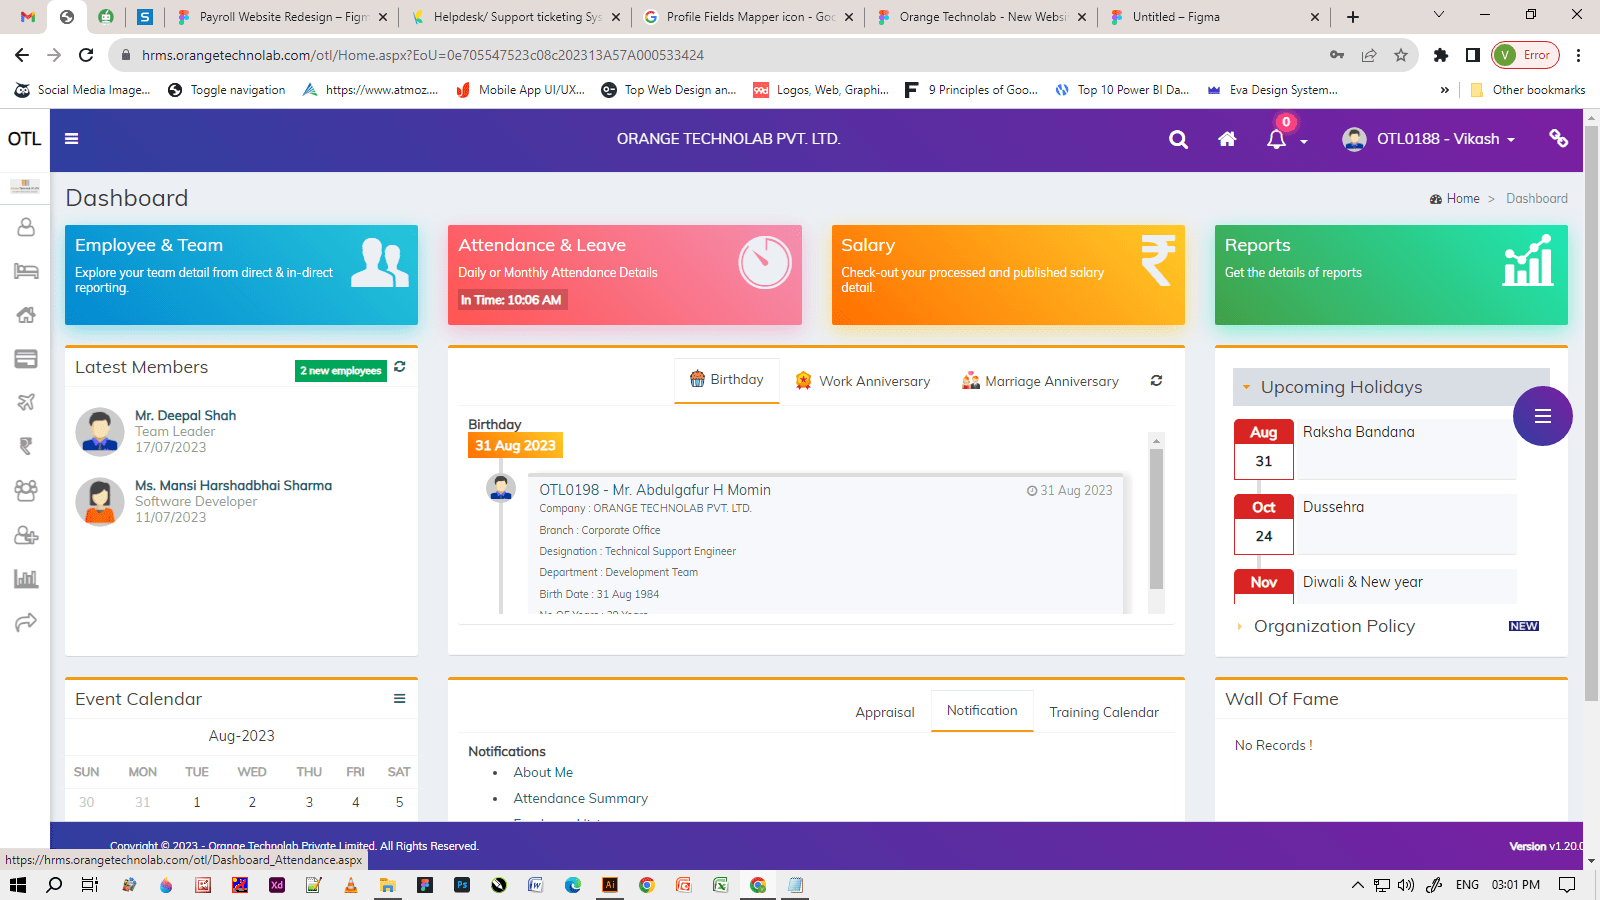 Payroll Website Redesign – Figm
Helpdesk/ Support ticketing Sys
Profile Fields Mapper icon - Goo
Orange Technolab - New Websi
Untitled – Figma
hrms.orangetechnolab.com/otl/Home.aspx?EoU=0e705547523c08c202313A57A000533424
V Error
Social Media Image...
Toggle navigation
https://www.atmoz....
Mobile App UI/UX...
Top Web Design an...
99d Logos, Web, Graphi...
9 Principles of Goo...
Top 10 Power BI Da...
Eva Design System...
»
Other bookmarks
OTL
ORANGE TECHNOLAB PVT. LTD.
0
OTL0188 - Vikash
Dashboard
Home > Dashboard
Employee & Team
Explore your team detail from direct & in-direct
reporting.
Attendance & Leave
Daily or Monthly Attendance Details
In Time: 10:06 AM
Salary
Check-out your processed and published salary
detail.
Reports
Get the details of reports
Latest Members
2 new employees
Mr. Deepal Shah
Team Leader
17/07/2023
Ms. Mansi Harshadbhai Sharma
Software Developer
11/07/2023
Birthday
Work Anniversary
Marriage Anniversary
Birthday
31 Aug 2023
OTL0198 - Mr. Abdulgafur H Momin
31 Aug 2023
Company : ORANGE TECHNOLAB PVT. LTD.
Branch : Corporate Office
Designation : Technical Support Engineer
Department : Development Team
Birth Date : 31 Aug 1984
Upcoming Holidays
Aug
31
Raksha Bandana
Oct
24
Dussehra
Nov
Diwali & New year
Organization Policy
NEW
Event Calendar
Aug-2023
SUN MON TUE WED THU FRI SAT
30 31 1 2 3 4 5
Appraisal
Notification
Training Calendar
Notifications
• About Me
• Attendance Summary
Wall Of Fame
No Records !
Copyright © 2023 - Orange Technolab Private Limited. All Rights Reserved.
Version v1.20.0
https://hrms.orangetechnolab.com/otl/Dashboard_Attendance.aspx
ENG
03:01 PM